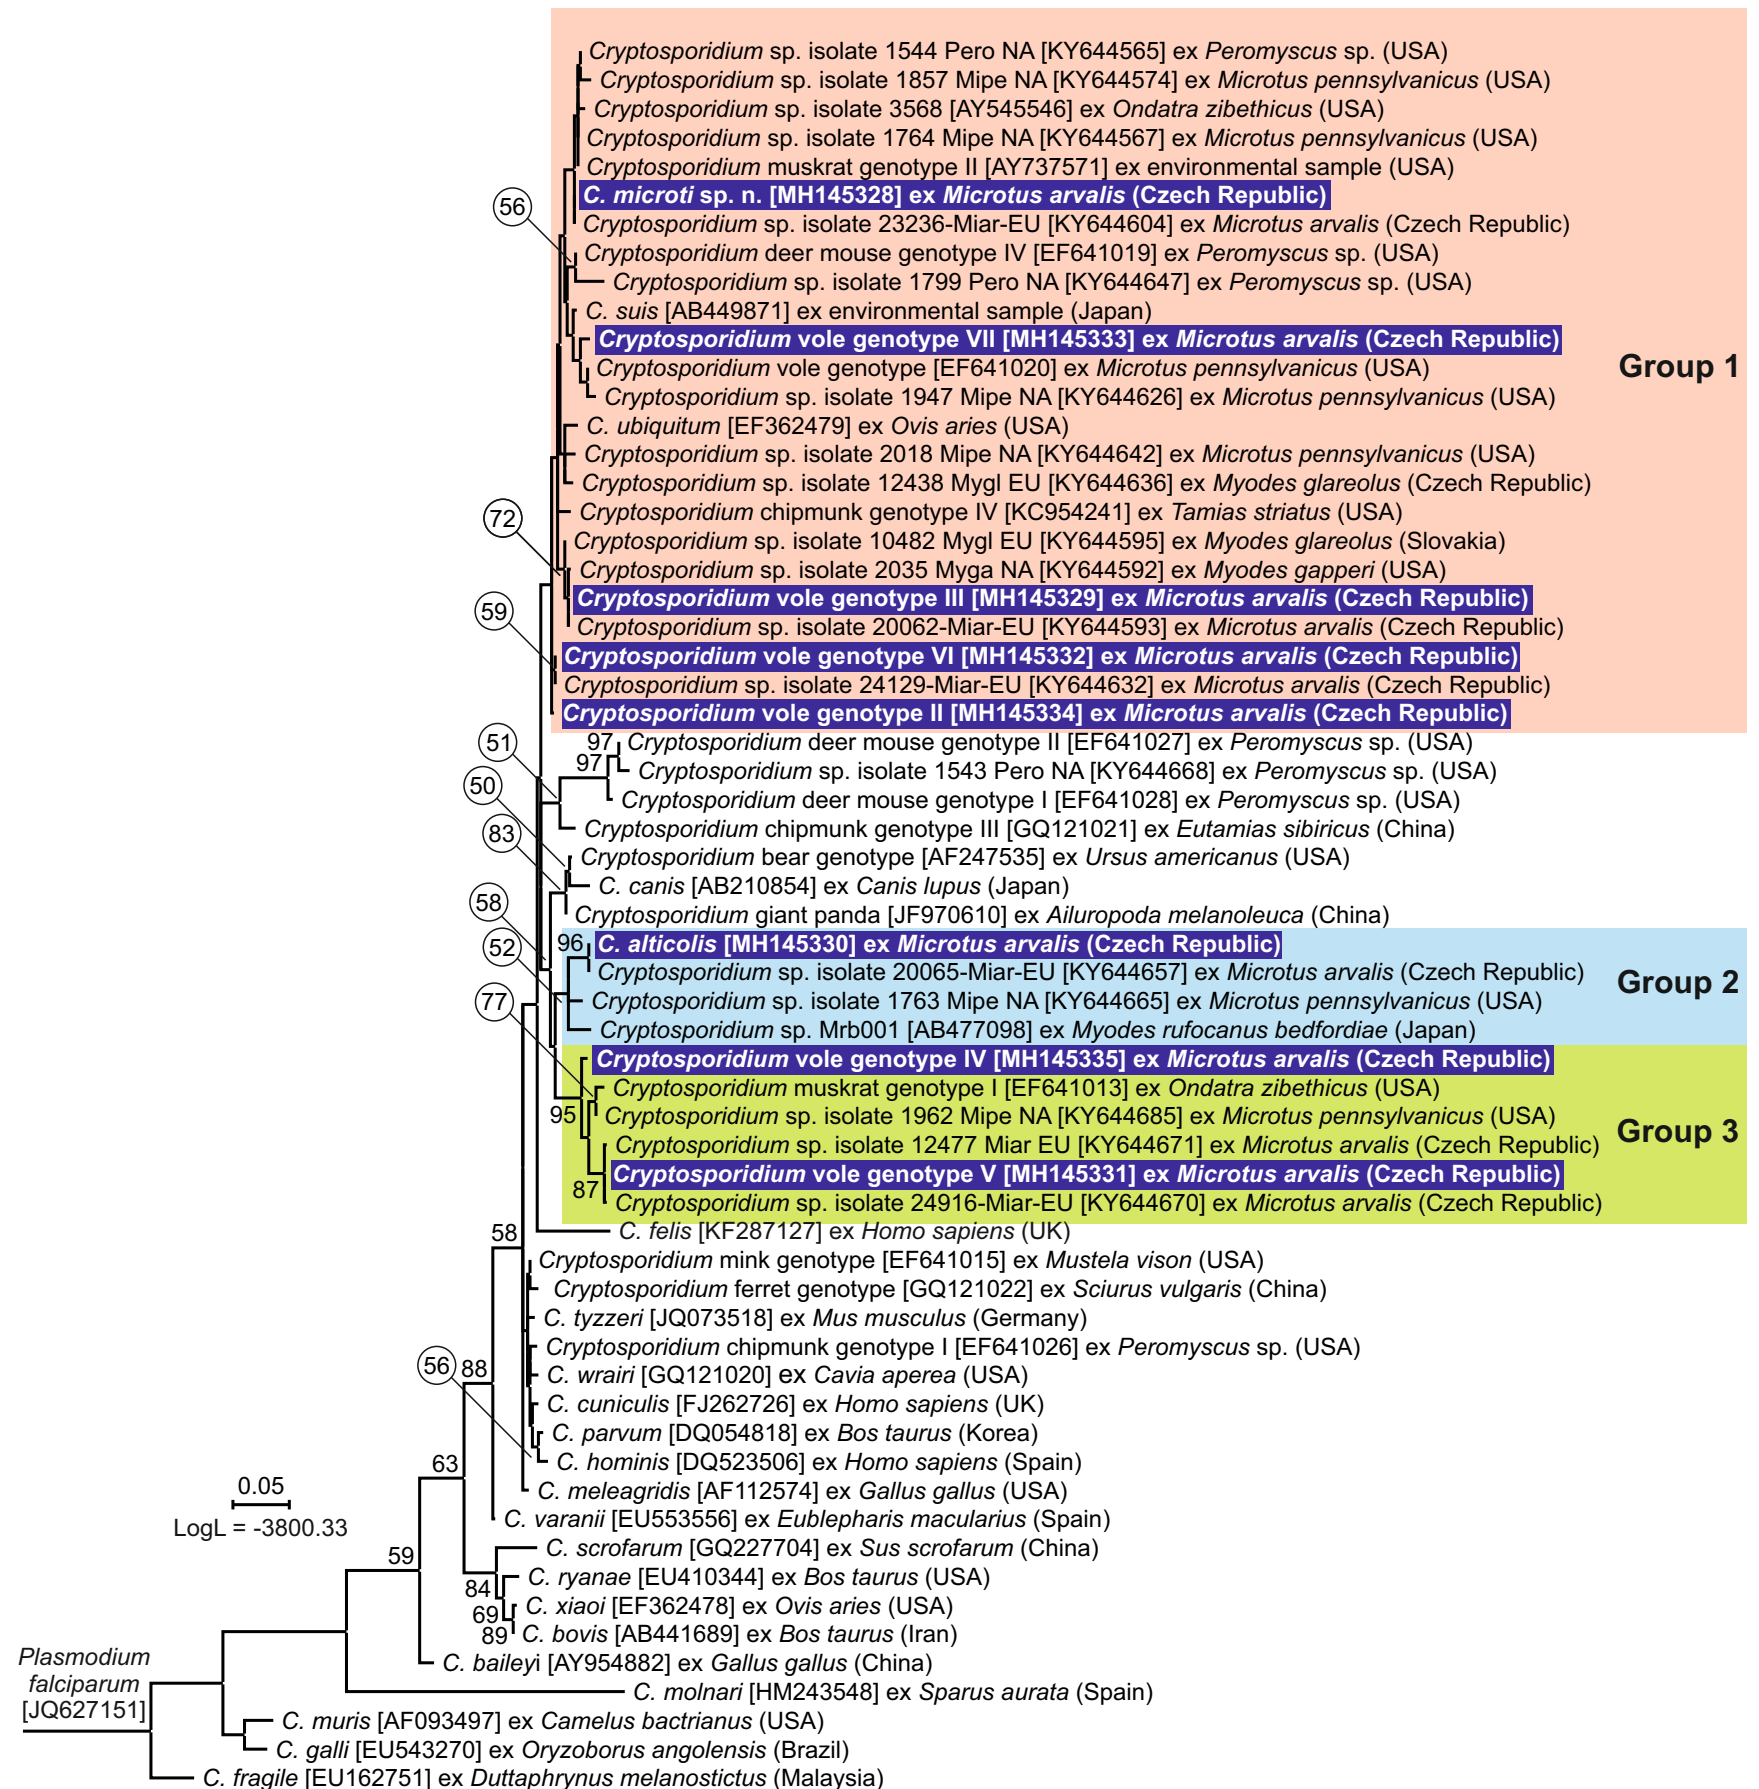 Cryptosporidium sp. isolate 1544 Pero NA [KY644565] ex Peromyscus sp. (USA)
Cryptosporidium sp. isolate 1857 Mipe NA [KY644574] ex Microtus pennsylvanicus (USA)
Cryptosporidium sp. isolate 3568 [AY545546] ex Ondatra zibethicus (USA)
Cryptosporidium sp. isolate 1764 Mipe NA [KY644567] ex Microtus pennsylvanicus (USA)
Cryptosporidium muskrat genotype II [AY737571] ex environmental sample (USA)
C. microti sp. n. [MH145328] ex Microtus arvalis (Czech Republic)
56
Cryptosporidium sp. isolate 23236-Miar-EU [KY644604] ex Microtus arvalis (Czech Republic)
Cryptosporidium deer mouse genotype IV [EF641019] ex Peromyscus sp. (USA)
Cryptosporidium sp. isolate 1799 Pero NA [KY644647] ex Peromyscus sp. (USA)
C. suis [AB449871] ex environmental sample (Japan)
Cryptosporidium vole genotype VII [MH145333] ex Microtus arvalis (Czech Republic)
Group 1
Cryptosporidium vole genotype [EF641020] ex Microtus pennsylvanicus (USA)
Cryptosporidium sp. isolate 1947 Mipe NA [KY644626] ex Microtus pennsylvanicus (USA)
C. ubiquitum [EF362479] ex Ovis aries (USA)
Cryptosporidium sp. isolate 2018 Mipe NA [KY644642] ex Microtus pennsylvanicus (USA)
Cryptosporidium sp. isolate 12438 Mygl EU [KY644636] ex Myodes glareolus (Czech Republic)
72
Cryptosporidium chipmunk genotype IV [KC954241] ex Tamias striatus (USA)
Cryptosporidium sp. isolate 10482 Mygl EU [KY644595] ex Myodes glareolus (Slovakia)
Cryptosporidium sp. isolate 2035 Myga NA [KY644592] ex Myodes gapperi (USA)
Cryptosporidium vole genotype III [MH145329] ex Microtus arvalis (Czech Republic)
59
Cryptosporidium sp. isolate 20062-Miar-EU [KY644593] ex Microtus arvalis (Czech Republic)
Cryptosporidium vole genotype VI [MH145332] ex Microtus arvalis (Czech Republic)
Cryptosporidium sp. isolate 24129-Miar-EU [KY644632] ex Microtus arvalis (Czech Republic)
Cryptosporidium vole genotype II [MH145334] ex Microtus arvalis (Czech Republic)
51
97
Cryptosporidium deer mouse genotype II [EF641027] ex Peromyscus sp. (USA)
97
Cryptosporidium sp. isolate 1543 Pero NA [KY644668] ex Peromyscus sp. (USA)
50
Cryptosporidium deer mouse genotype I [EF641028] ex Peromyscus sp. (USA)
83
Cryptosporidium chipmunk genotype III [GQ121021] ex Eutamias sibiricus (China)
Cryptosporidium bear genotype [AF247535] ex Ursus americanus (USA)
C. canis [AB210854] ex Canis lupus (Japan)
58
Cryptosporidium giant panda [JF970610] ex Ailuropoda melanoleuca (China)
52
96
C. alticolis [MH145330] ex Microtus arvalis (Czech Republic)
Cryptosporidium sp. isolate 20065-Miar-EU [KY644657] ex Microtus arvalis (Czech Republic)
Group 2
77
Cryptosporidium sp. isolate 1763 Mipe NA [KY644665] ex Microtus pennsylvanicus (USA)
Cryptosporidium sp. Mrb001 [AB477098] ex Myodes rufocanus bedfordiae (Japan)
Cryptosporidium vole genotype IV [MH145335] ex Microtus arvalis (Czech Republic)
Cryptosporidium muskrat genotype I [EF641013] ex Ondatra zibethicus (USA)
95
Cryptosporidium sp. isolate 1962 Mipe NA [KY644685] ex Microtus pennsylvanicus (USA)
Group 3
Cryptosporidium sp. isolate 12477 Miar EU [KY644671] ex Microtus arvalis (Czech Republic)
Cryptosporidium vole genotype V [MH145331] ex Microtus arvalis (Czech Republic)
87
Cryptosporidium sp. isolate 24916-Miar-EU [KY644670] ex Microtus arvalis (Czech Republic)
58
C. felis [KF287127] ex Homo sapiens (UK)
Cryptosporidium mink genotype [EF641015] ex Mustela vison (USA)
Cryptosporidium ferret genotype [GQ121022] ex Sciurus vulgaris (China)
C. tyzzeri [JQ073518] ex Mus musculus (Germany)
Cryptosporidium chipmunk genotype I [EF641026] ex Peromyscus sp. (USA)
56
88
C. wrairi [GQ121020] ex Cavia aperea (USA)
C. cuniculis [FJ262726] ex Homo sapiens (UK)
C. parvum [DQ054818] ex Bos taurus (Korea)
63
C. hominis [DQ523506] ex Homo sapiens (Spain)
0.05
C. meleagridis [AF112574] ex Gallus gallus (USA)
LogL = -3800.33
C. varanii [EU553556] ex Eublepharis macularius (Spain)
59
C. scrofarum [GQ227704] ex Sus scrofarum (China)
84
C. ryanae [EU410344] ex Bos taurus (USA)
69
C. xiaoi [EF362478] ex Ovis aries (USA)
89
C. bovis [AB441689] ex Bos taurus (Iran)
Plasmodium
falciparum
[JQ627151]
C. baileyi [AY954882] ex Gallus gallus (China)
C. molnari [HM243548] ex Sparus aurata (Spain)
C. muris [AF093497] ex Camelus bactrianus (USA)
C. galli [EU543270] ex Oryzoborus angolensis (Brazil)
C. fragile [EU162751] ex Duttaphrynus melanostictus (Malaysia)